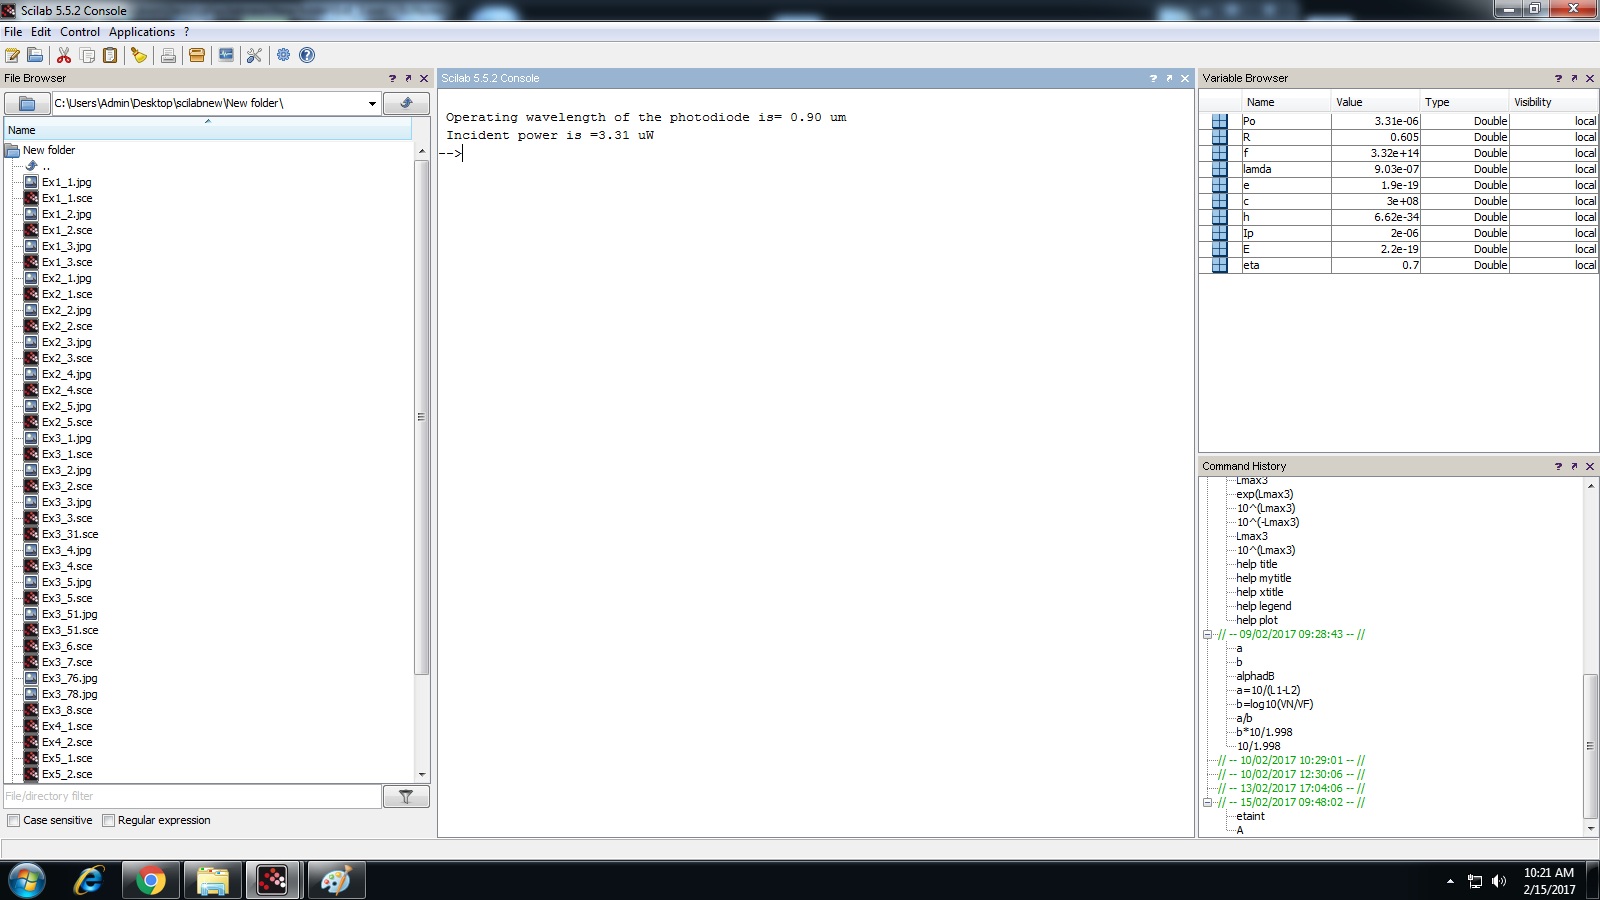 Scilab 5.5.2 Console
File Edit Control Applications ?
File Browser
C:\Users\Admin\Desktop\scilabnew\New folder\
Name
New folder
..
Ex1_1.jpg
Ex1_1.sce
Ex1_2.jpg
Ex1_2.sce
Ex1_3.jpg
Ex1_3.sce
Ex2_1.jpg
Ex2_1.sce
Ex2_2.jpg
Ex2_2.sce
Ex2_3.jpg
Ex2_3.sce
Ex2_4.jpg
Ex2_4.sce
Ex2_5.jpg
Ex2_5.sce
Ex3_1.jpg
Ex3_1.sce
Ex3_2.jpg
Ex3_2.sce
Ex3_3.jpg
Ex3_3.sce
Ex3_31.sce
Ex3_4.jpg
Ex3_4.sce
Ex3_5.jpg
Ex3_5.sce
Ex3_51.jpg
Ex3_51.sce
Ex3_6.sce
Ex3_7.sce
Ex3_76.jpg
Ex3_78.jpg
Ex3_8.sce
Ex4_1.sce
Ex4_2.sce
Ex5_1.sce
Ex5_2.sce
File/directory filter
Case sensitive Regular expression
Scilab 5.5.2 Console
Operating wavelength of the photodiode is= 0.90 um
Incident power is =3.31 uW
-->
Variable Browser
Name Value Type Visibility
Po 3.31e-06 Double local
R 0.605 Double local
f 3.32e+14 Double local
lamda 9.03e-07 Double local
e 1.9e-19 Double local
c 3e+08 Double local
h 6.62e-34 Double local
Ip 2e-06 Double local
E 2.2e-19 Double local
eta 0.7 Double local
Command History
Lmax3
exp(Lmax3)
10^(Lmax3)
10^(-Lmax3)
Lmax3
10^(Lmax3)
help title
help mytitle
help xtitle
help legend
help plot
// -- 09/02/2017 09:28:43 -- //
a
b
alphadB
a=10/(L1-L2)
b=log10(VN/VF)
a/b
b*10/1.998
10/1.998
// -- 10/02/2017 10:29:01 -- //
// -- 10/02/2017 12:30:06 -- //
// -- 13/02/2017 17:04:06 -- //
// -- 15/02/2017 09:48:02 -- //
etaint
A
10:21 AM
2/15/2017